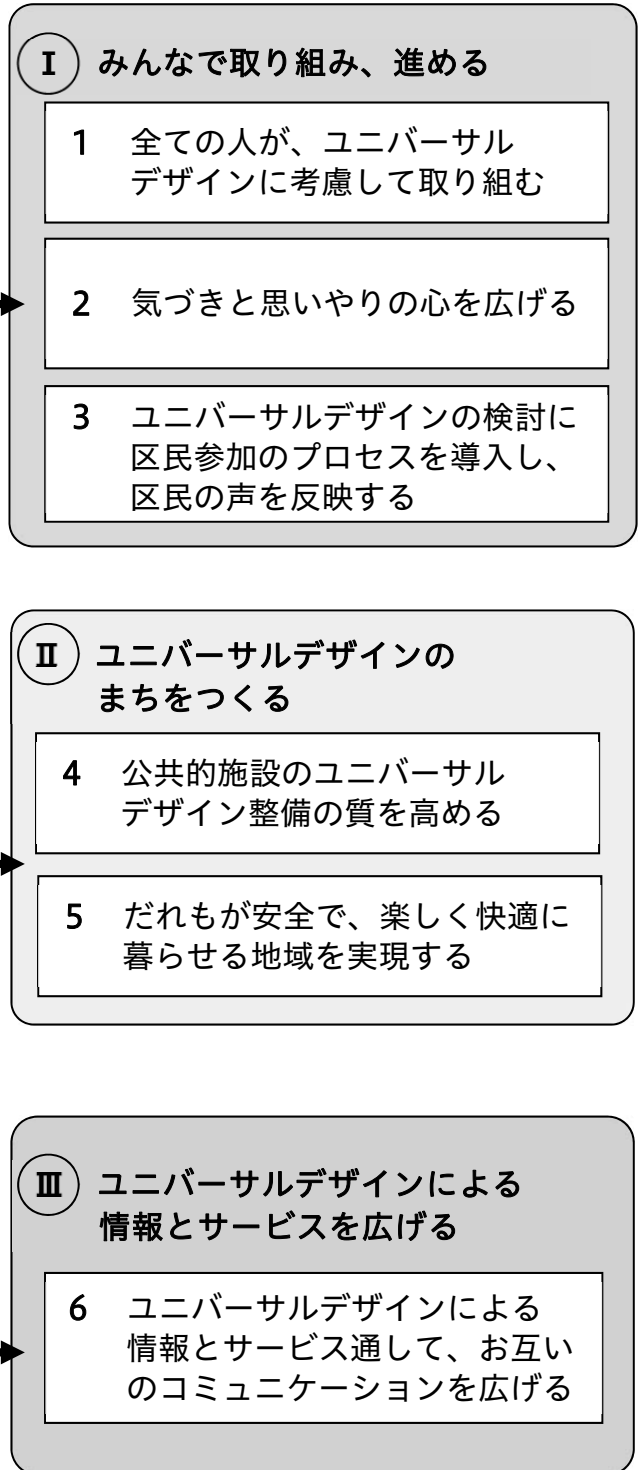 Ⅰ みんなで取り組み、進める
1 全ての人が、ユニバーサル
デザインに考慮して取り組む
2 気づきと思いやりの心を広げる
3 ユニバーサルデザインの検討に
区民参加のプロセスを導入し、
区民の声を反映する
Ⅱ ユニバーサルデザインの
まちをつくる
4 公共的施設のユニバーサル
デザイン整備の質を高める
5 だれもが安全で、楽しく快適に
暮らせる地域を実現する
Ⅲ ユニバーサルデザインによる
情報とサービスを広げる
6 ユニバーサルデザインによる
情報とサービス通して、お互い
のコミュニケーションを広げる